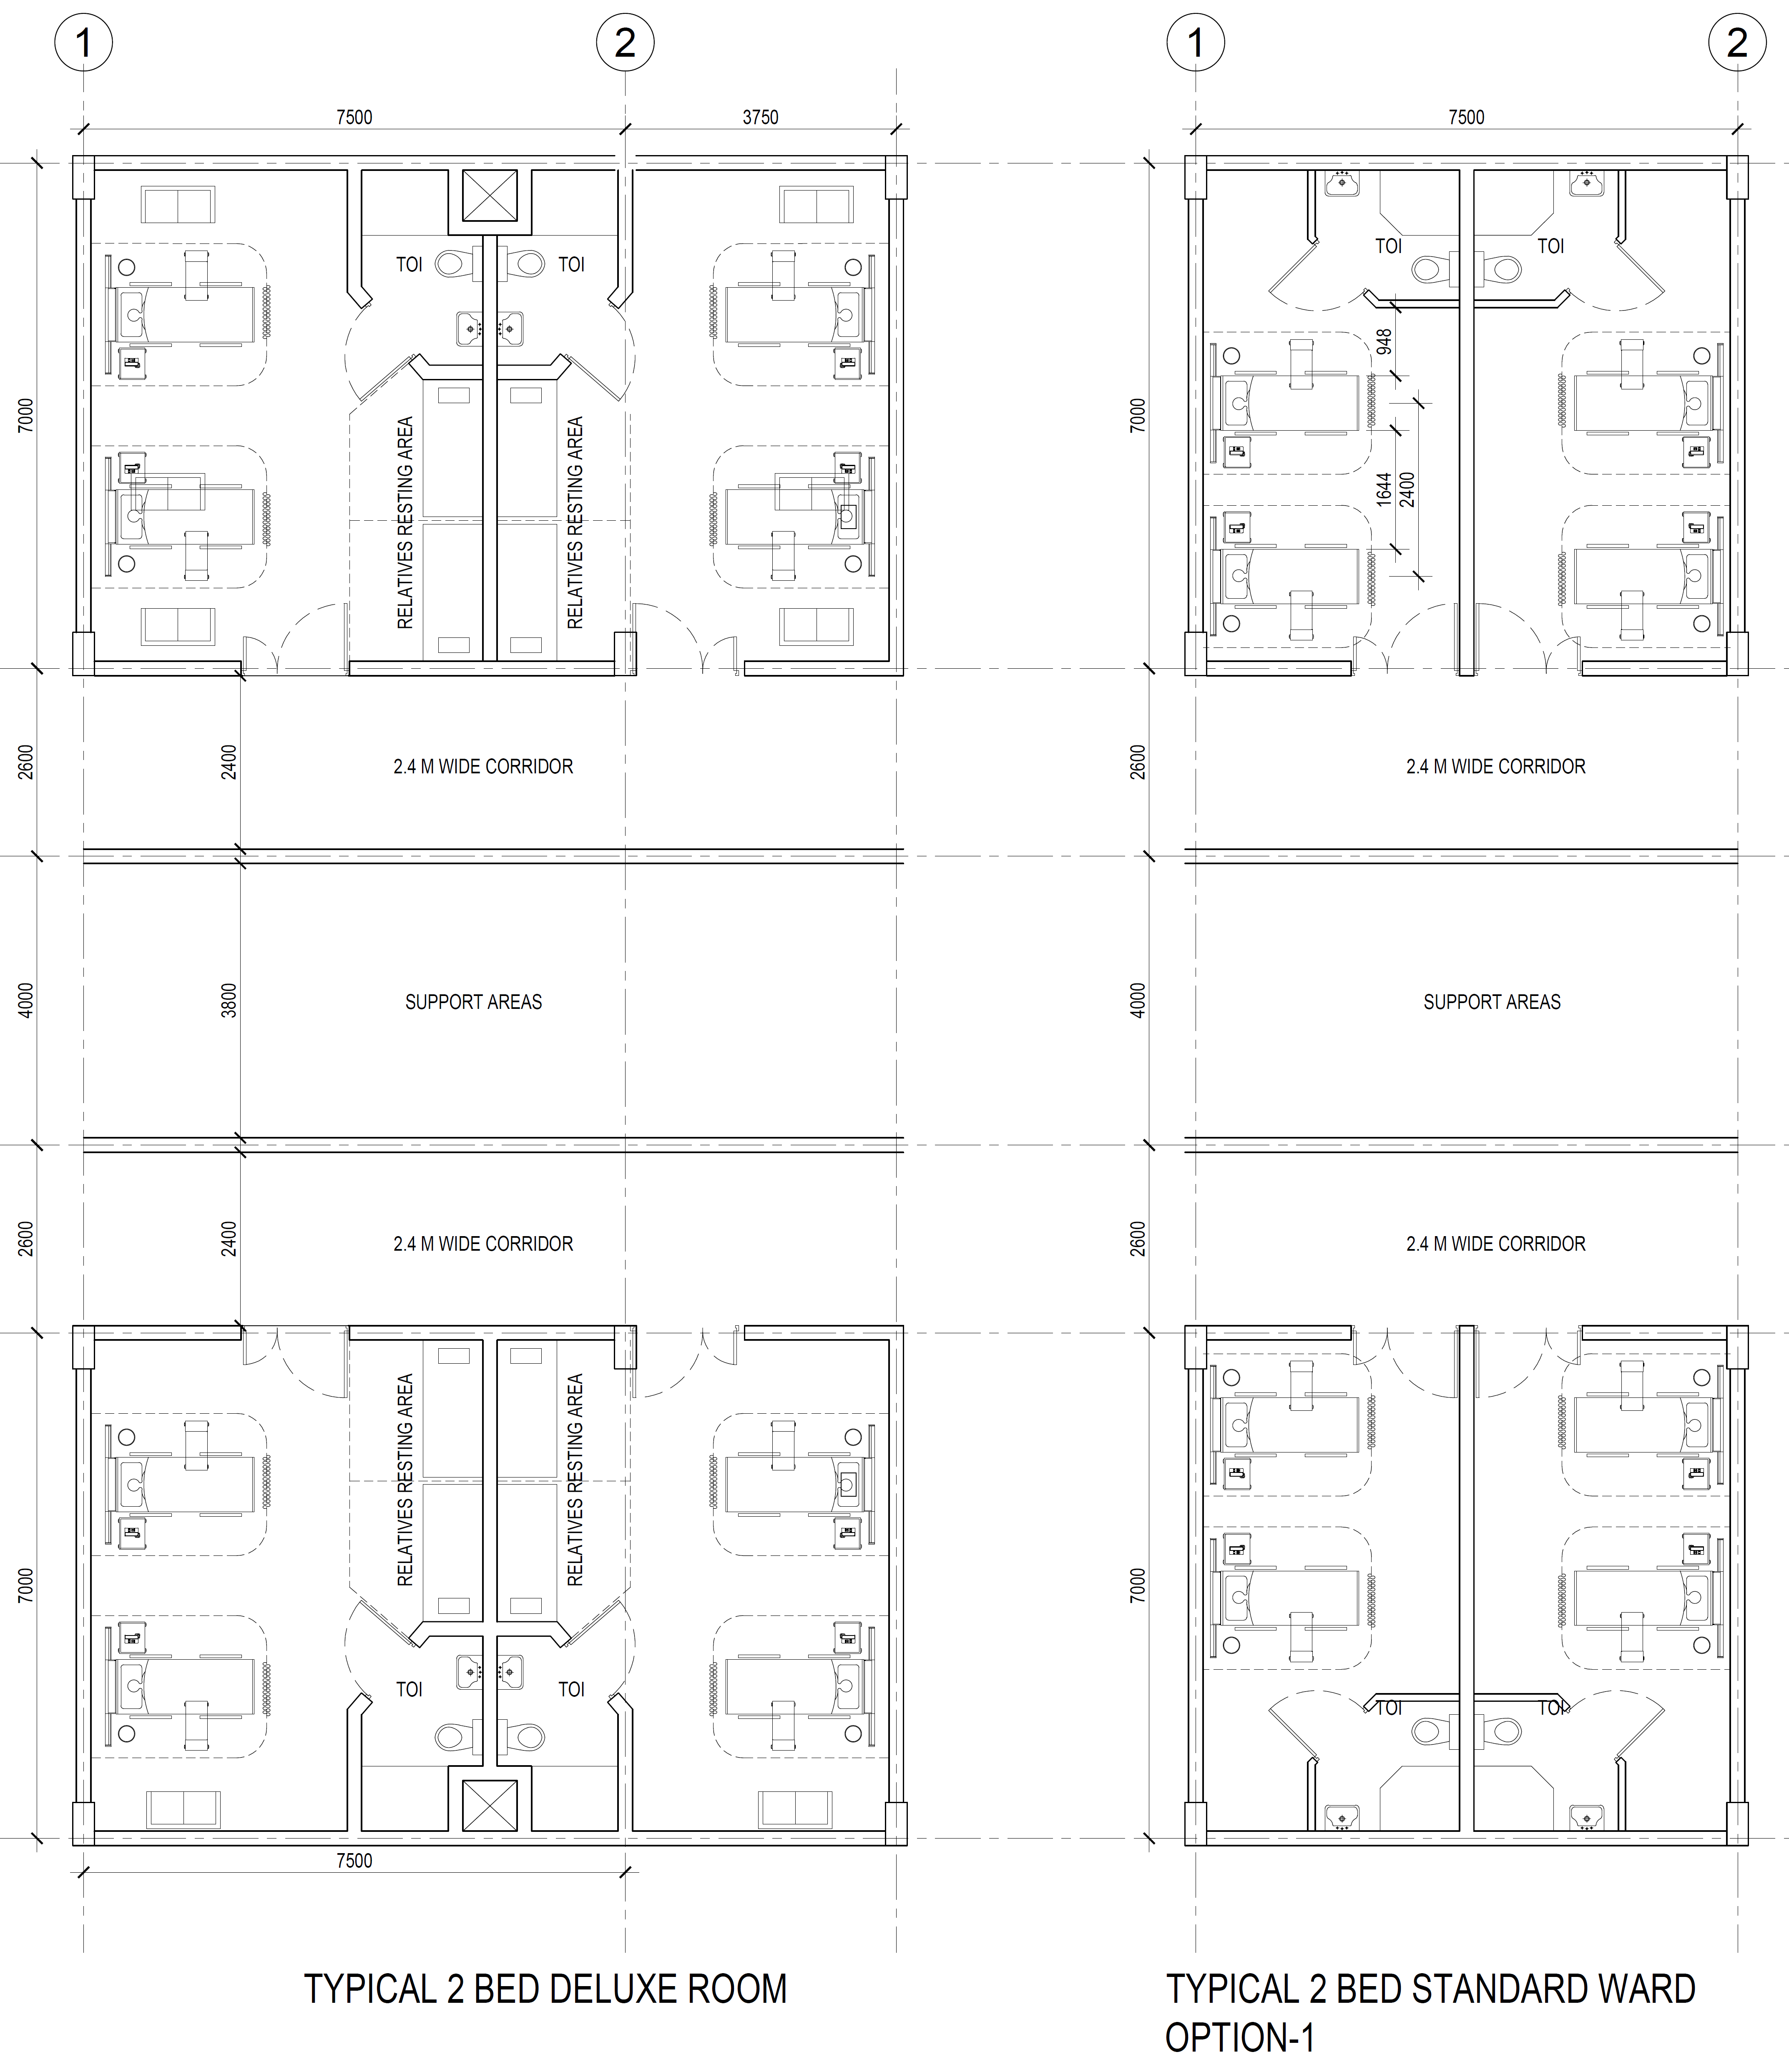 1
2
1
2
7500
3750
7500
TOI
TOI
TOI
TOI
948
7000
RELATIVES RESTING AREA
RELATIVES RESTING AREA
7000
1644
2400
2600
2400
2.4 M WIDE CORRIDOR
2600
2.4 M WIDE CORRIDOR
4000
3800
SUPPORT AREAS
4000
SUPPORT AREAS
2600
2400
2.4 M WIDE CORRIDOR
2600
2.4 M WIDE CORRIDOR
7000
RELATIVES RESTING AREA
RELATIVES RESTING AREA
7000
TOI
TOI
TOI
TOI
7500
TYPICAL 2 BED DELUXE ROOM
TYPICAL 2 BED STANDARD WARD
OPTION-1